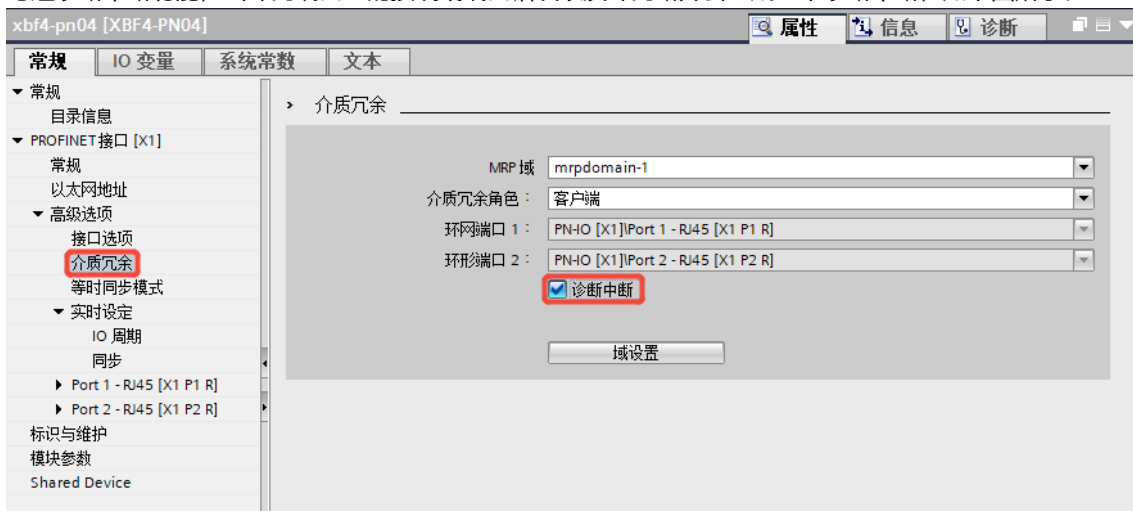 xbf4-pn04 [XBF4-PN04]
属性
信息
诊断
常规
IO 变量
系统常数
文本
常规
目录信息
PROFINET接口 [X1]
常规
以太网地址
高级选项
接口选项
介质冗余
等时同步模式
实时设定
IO 周期
同步
Port 1 - RJ45 [X1 P1 R]
Port 2 - RJ45 [X1 P2 R]
标识与维护
模块参数
Shared Device
介质冗余
MRP 域
mrpdomain-1
介质冗余角色：
客户端
环网端口 1：
PN-IO [X1]\Port 1 - RJ45 [X1 P1 R]
环形端口 2：
PN-IO [X1]\Port 2 - RJ45 [X1 P2 R]
诊断中断
域设置